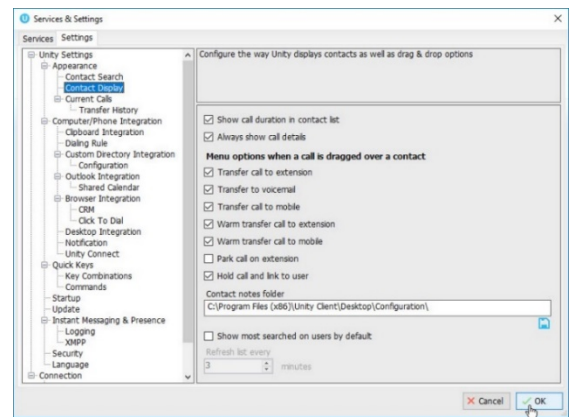 Services & Settings
Services Settings
Unity Settings
Appearance
Contact Search
Contact Display
Current Calls
Transfer History
Computer/Phone Integration
Clipboard Integration
Dialing Rule
Custom Directory Integration
Configuration
Outlook Integration
Shared Calendar
Browser Integration
CRM
Click To Dial
Desktop Integration
Notification
Unity Connect
Quick Keys
Key Combinations
Commands
Startup
Update
Instant Messaging & Presence
Logging
XMPP
Security
Language
Connection
Configure the way Unity displays contacts as well as drag & drop options
Show call duration in contact list
Always show call details
Menu options when a call is dragged over a contact
Transfer call to extension
Transfer to voicemail
Transfer call to mobile
Warm transfer call to extension
Warm transfer call to mobile
Park call on extension
Hold call and link to user
Contact notes folder
C:\Program Files (x86)\Unity Client\Desktop\Configuration\
Show most searched on users by default
Refresh list every
3 minutes
Cancel OK